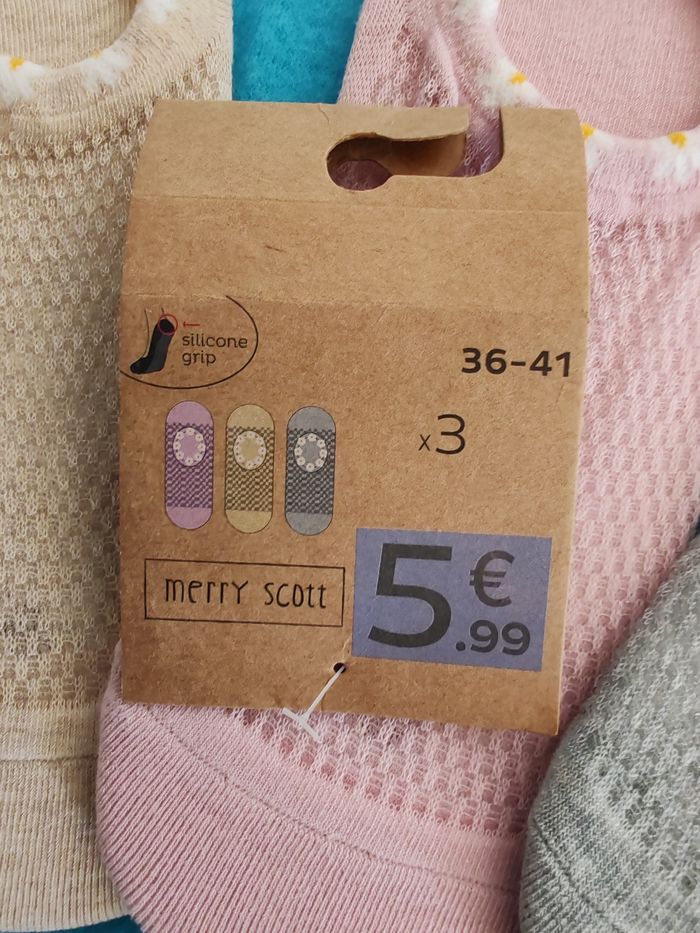 silicone
grip
36-41
x3
merry scott
5.99 €